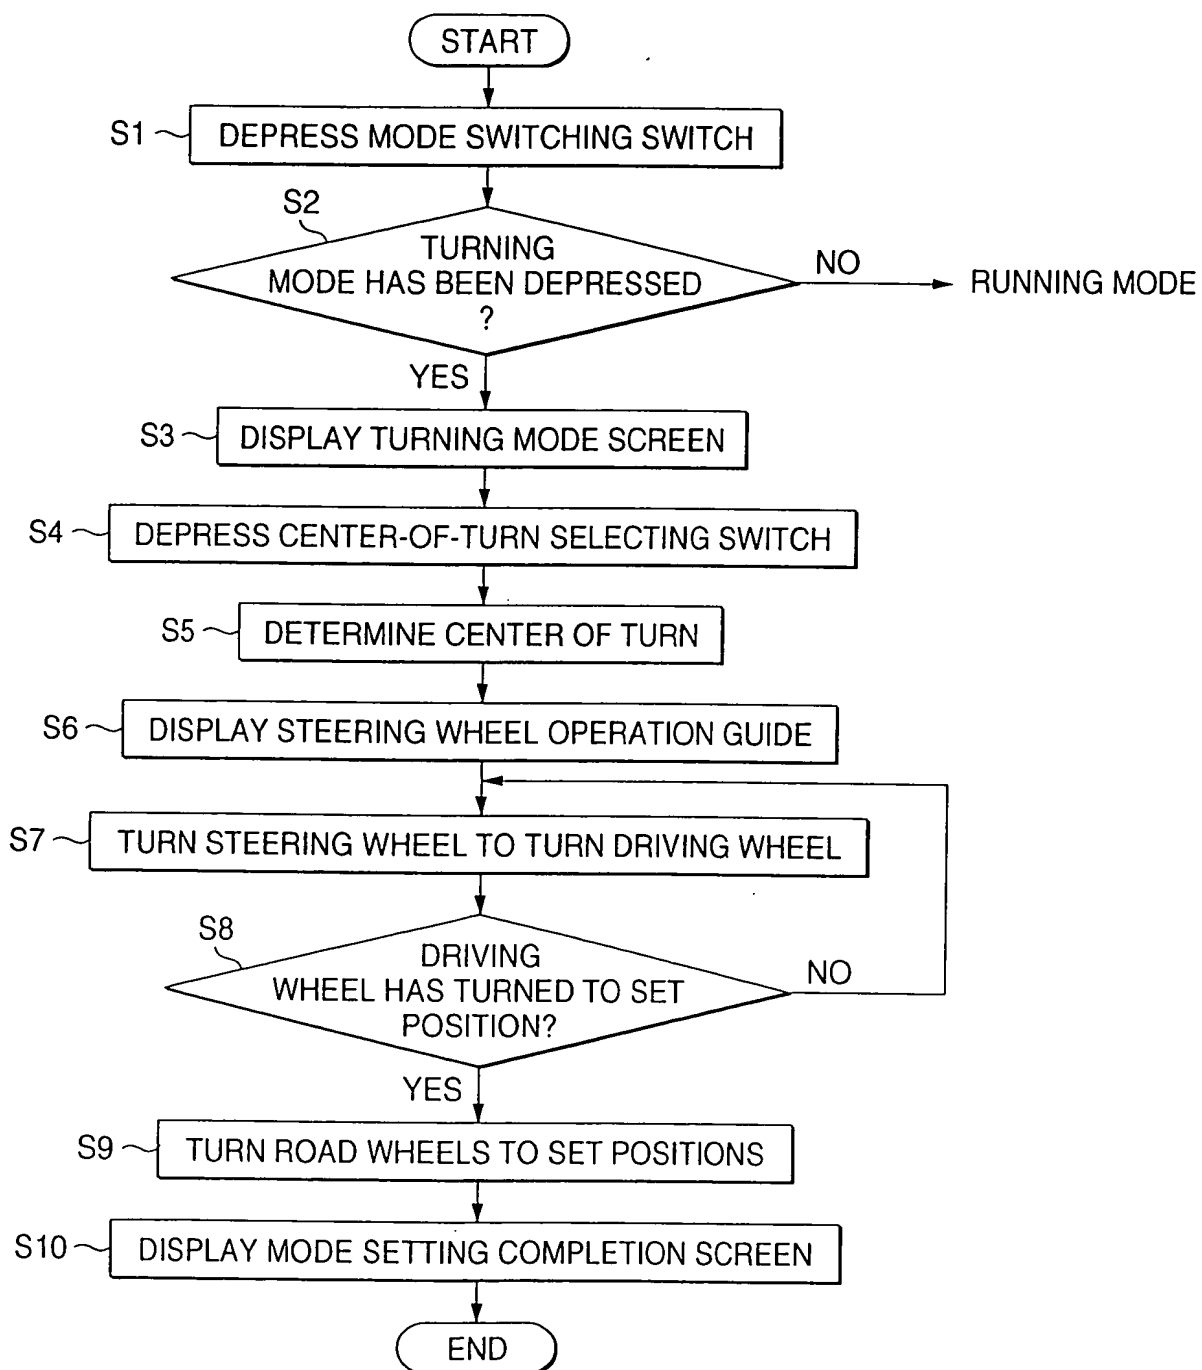 START
S1
DEPRESS MODE SWITCHING SWITCH
S2
TURNING
MODE HAS BEEN DEPRESSED
?
NO
RUNNING MODE
YES
S3
DISPLAY TURNING MODE SCREEN
S4
DEPRESS CENTER-OF-TURN SELECTING SWITCH
S5
DETERMINE CENTER OF TURN
S6
DISPLAY STEERING WHEEL OPERATION GUIDE
S7
TURN STEERING WHEEL TO TURN DRIVING WHEEL
S8
DRIVING
WHEEL HAS TURNED TO SET
POSITION?
NO
YES
S9
TURN ROAD WHEELS TO SET POSITIONS
S10
DISPLAY MODE SETTING COMPLETION SCREEN
END